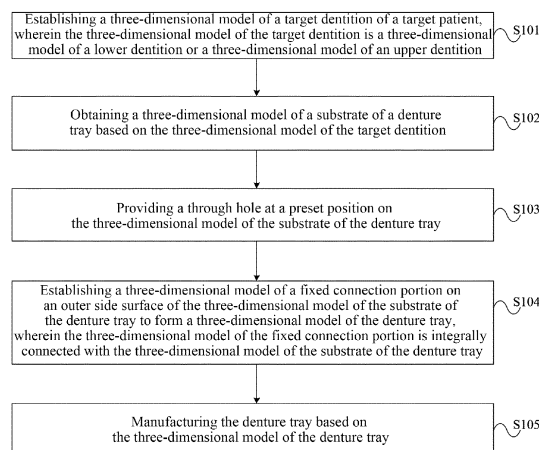 Establishing a three-dimensional model of a target dentition of a target patient,
wherein the three-dimensional model of the target dentition is a three-dimensional
model of a lower dentition or a three-dimensional model of an upper dentition
S101
Obtaining a three-dimensional model of a substrate of a denture
tray based on the three-dimensional model of the target dentition
S102
Providing a through hole at a preset position on
the three-dimensional model of the substrate of the denture tray
S103
Establishing a three-dimensional model of a fixed connection portion on
an outer side surface of the three-dimensional model of the substrate of
the denture tray to form a three-dimensional model of the denture tray,
wherein the three-dimensional model of the fixed connection portion is integrally
connected with the three-dimensional model of the substrate of the denture tray
S104
Manufacturing the denture tray based on
the three-dimensional model of the denture tray
S105